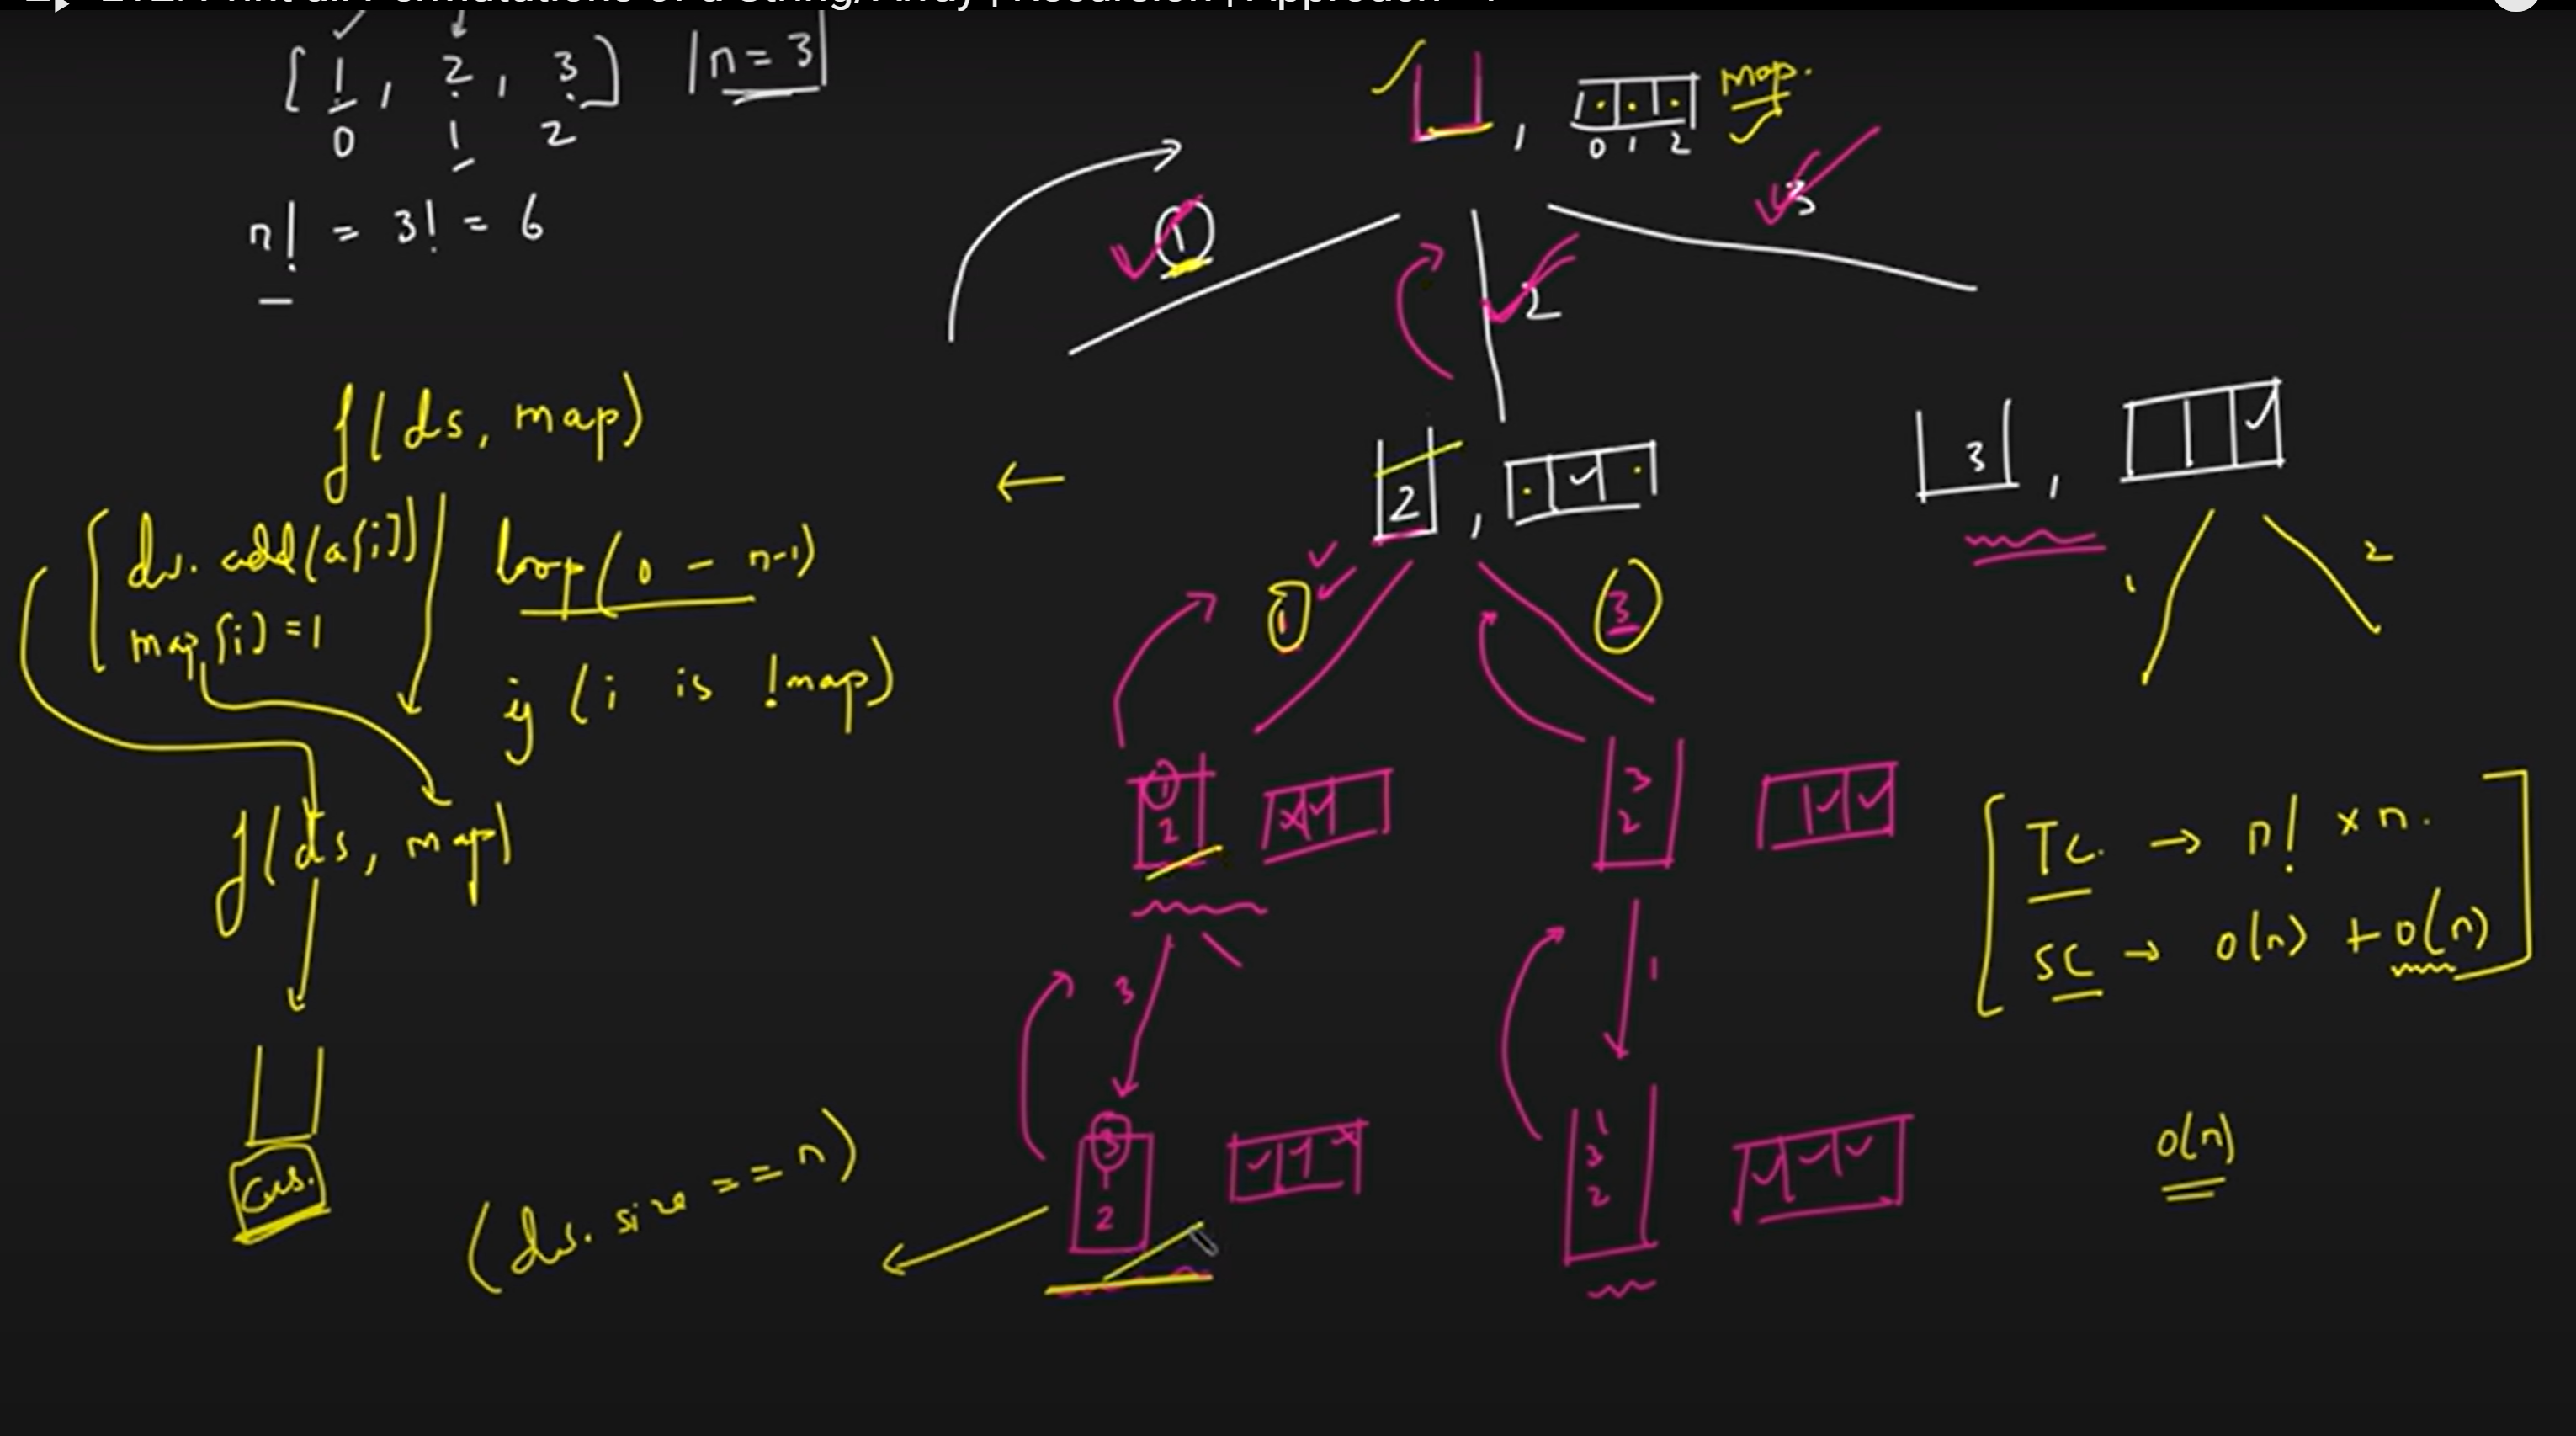 [1, 2, 3] |n = 3|
0 1 2
n! = 3! = 6
, map.
0 1 2
1
2
3
f(ds, map)
ds. add(a[i])
map[i] = 1
loop(0 - n-1)
if (i is !map)
f(ds, map)
(ds. size == n)
2 ,
3 ,
1
3
1
2
1
2
3
2
3
1
3
1
2
1
3
2
TC. → n! x n.
SC → O(n) + O(n)
O(n)